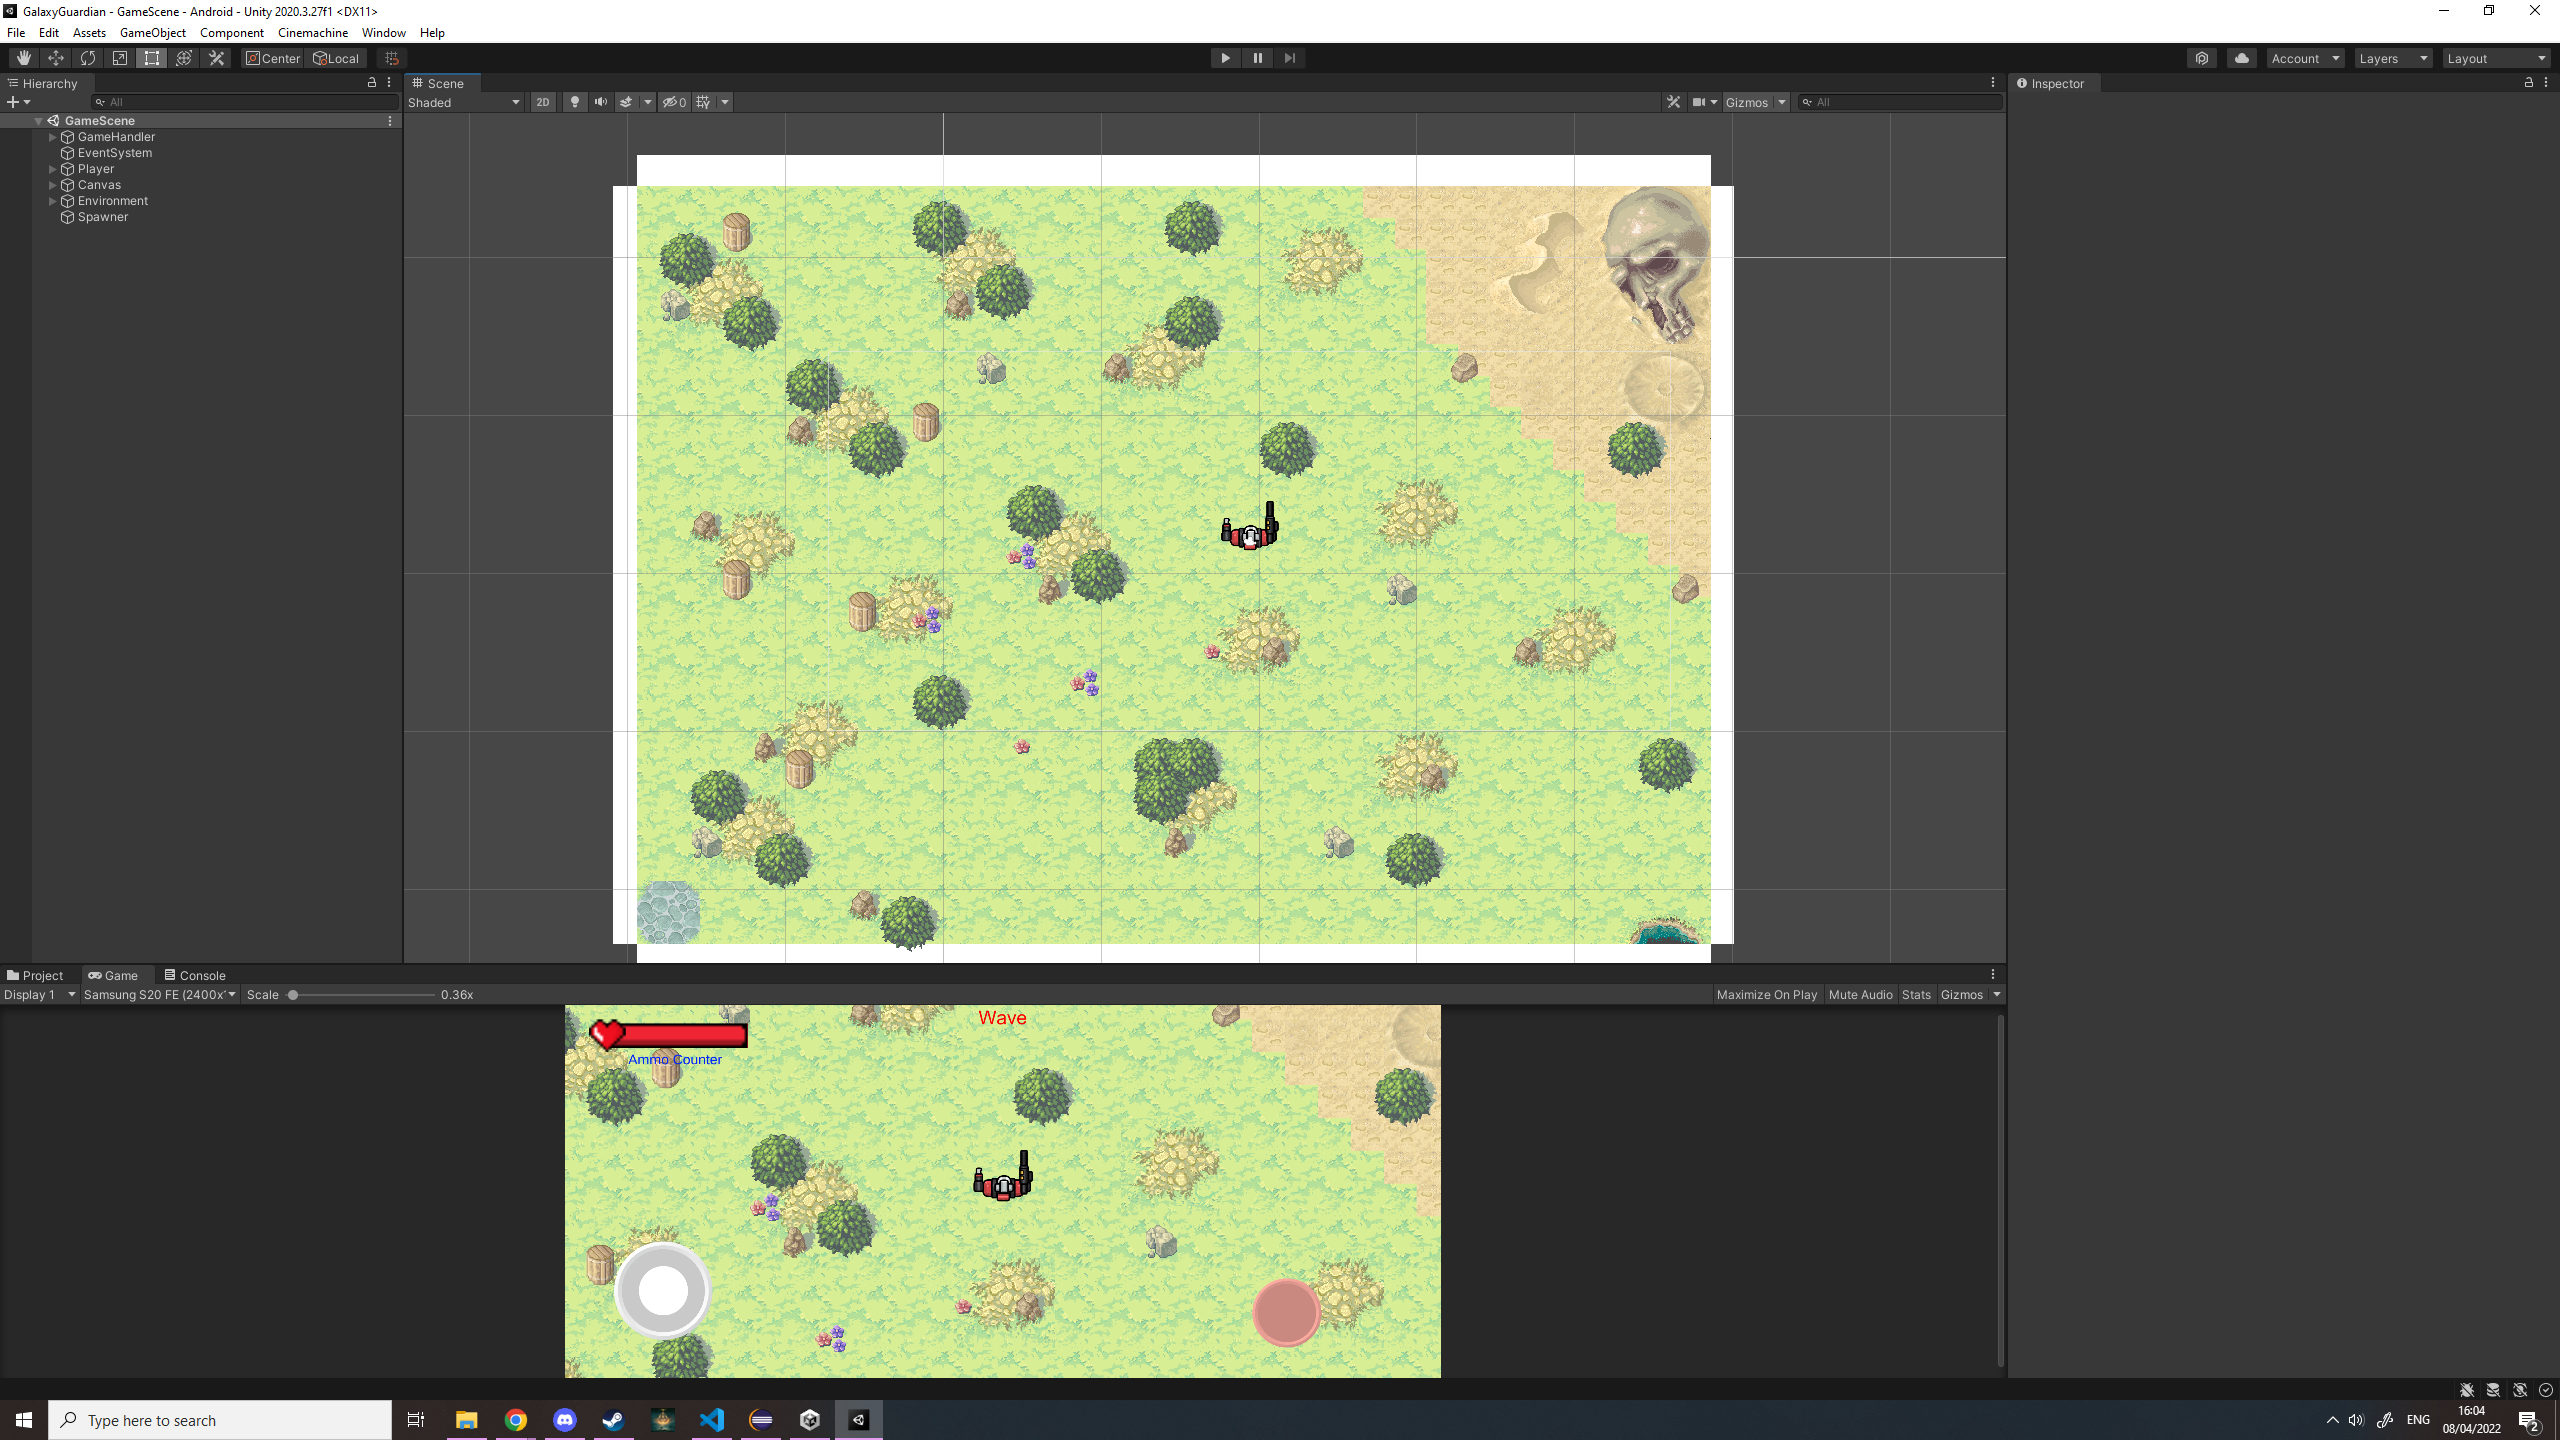 GalaxyGuardian - GameScene - Android - Unity 2020.3.27f1 <DX11>
File Edit Assets GameObject Component Cinemachine Window Help
Center Local Account Layers Layout
Hierarchy
All
GameScene
GameHandler
EventSystem
Player
Canvas
Environment
Spawner
Scene
Shaded 2D 0 Gizmos All
Inspector
Project Game Console
Display 1 Samsung S20 FE (2400x1 Scale 0.36x Maximize On Play Mute Audio Stats Gizmos
Wave
Ammo Counter
Type here to search
ENG
16:04
08/04/2022
2